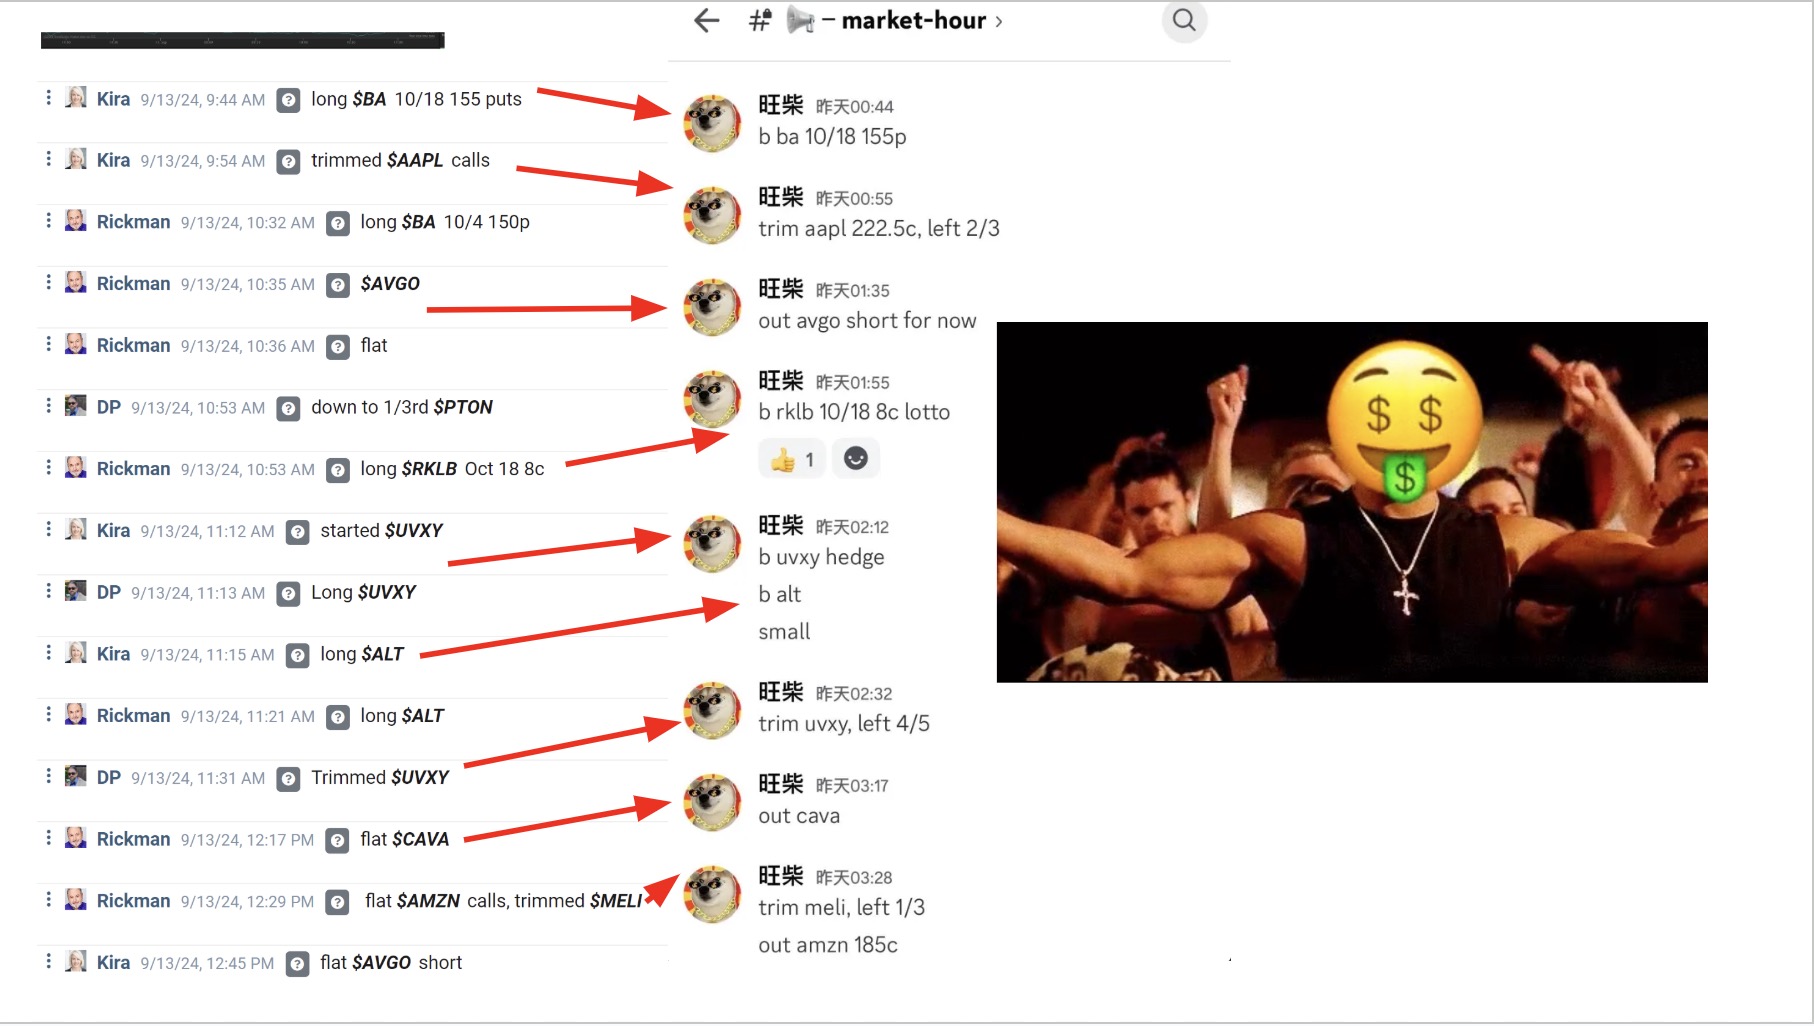 Kira 9/13/24, 9:44 AM long $BA 10/18 155 puts
Kira 9/13/24, 9:54 AM trimmed $AAPL calls
Rickman 9/13/24, 10:32 AM long $BA 10/4 150p
Rickman 9/13/24, 10:35 AM $AVGO
Rickman 9/13/24, 10:36 AM flat
DP 9/13/24, 10:53 AM down to 1/3rd $PTON
Rickman 9/13/24, 10:53 AM long $RKLB Oct 18 8c
Kira 9/13/24, 11:12 AM started $UVXY
DP 9/13/24, 11:13 AM Long $UVXY
Kira 9/13/24, 11:15 AM long $ALT
Rickman 9/13/24, 11:21 AM long $ALT
DP 9/13/24, 11:31 AM Trimmed $UVXY
Rickman 9/13/24, 12:17 PM flat $CAVA
Rickman 9/13/24, 12:29 PM flat $AMZN calls, trimmed $MELI
Kira 9/13/24, 12:45 PM flat $AVGO short
# – market-hour ›
旺柴 昨天00:44
b ba 10/18 155p
旺柴 昨天00:55
trim aapl 222.5c, left 2/3
旺柴 昨天01:35
out avgo short for now
旺柴 昨天01:55
b rklb 10/18 8c lotto
👍 1
旺柴 昨天02:12
b uvxy hedge
b alt
small
旺柴 昨天02:32
trim uvxy, left 4/5
旺柴 昨天03:17
out cava
旺柴 昨天03:28
trim meli, left 1/3
out amzn 185c
$ $
$